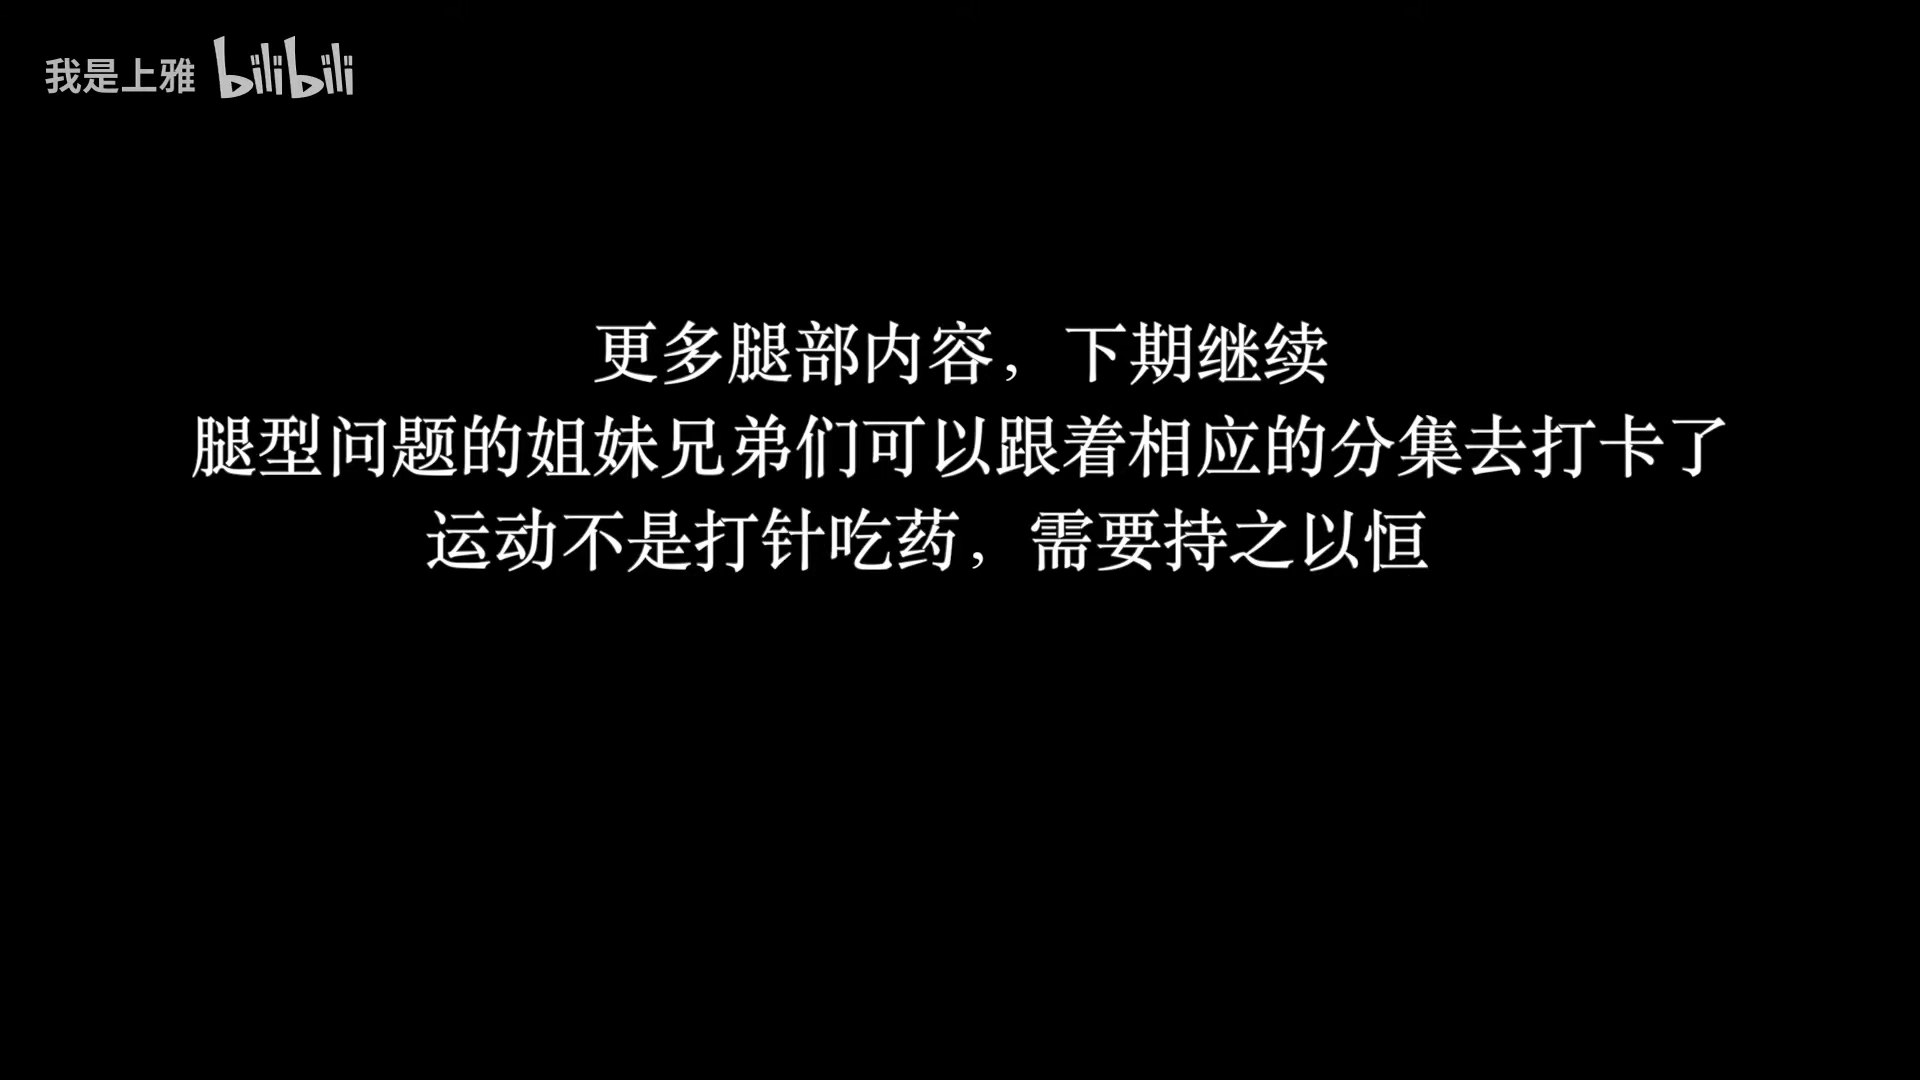 我是上雅 bilibili
更多腿部内容，下期继续
腿型问题的姐妹兄弟们可以跟着相应的分集去打卡了
运动不是打针吃药，需要持之以恒